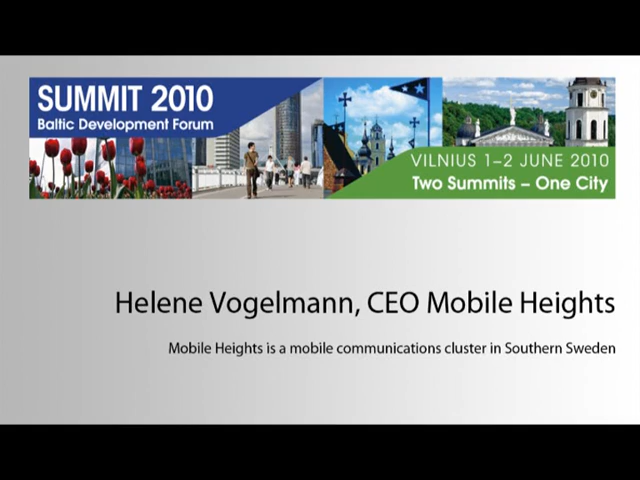 SUMMIT 2010
Baltic Development Forum
VILNIUS 1–2 JUNE 2010
Two Summits – One City
Helene Vogelmann, CEO Mobile Heights
Mobile Heights is a mobile communications cluster in Southern Sweden